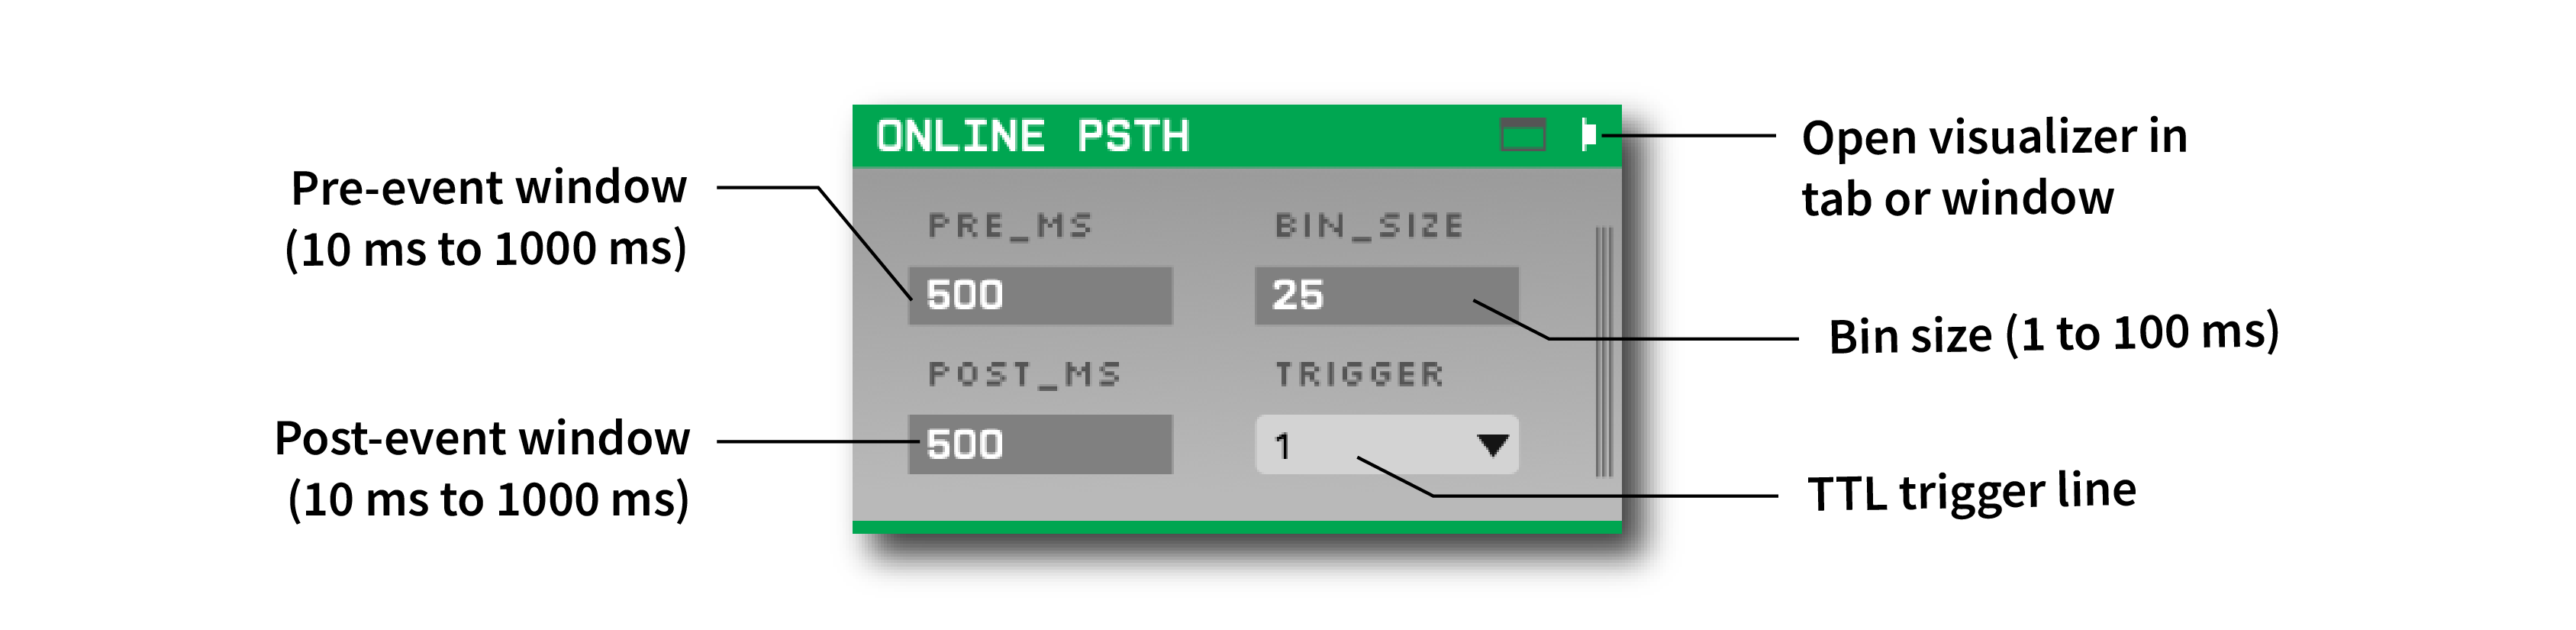 ONLINE PSTH
Pre-event window
(10 ms to 1000 ms)
Post-event window
(10 ms to 1000 ms)
PRE_MS
500
POST_MS
500
BIN_SIZE
25
TRIGGER
1
Open visualizer in
tab or window
Bin size (1 to 100 ms)
TTL trigger line